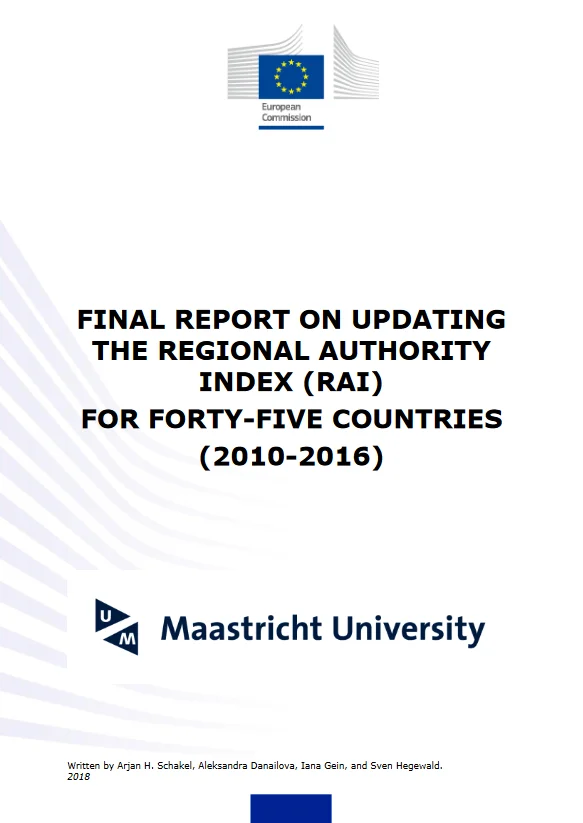 European
Commission
FINAL REPORT ON UPDATING
THE REGIONAL AUTHORITY
INDEX (RAI)
FOR FORTY-FIVE COUNTRIES
(2010-2016)
U
M
Maastricht University
Written by Arjan H. Schakel, Aleksandra Danailova, Iana Gein, and Sven Hegewald.
2018